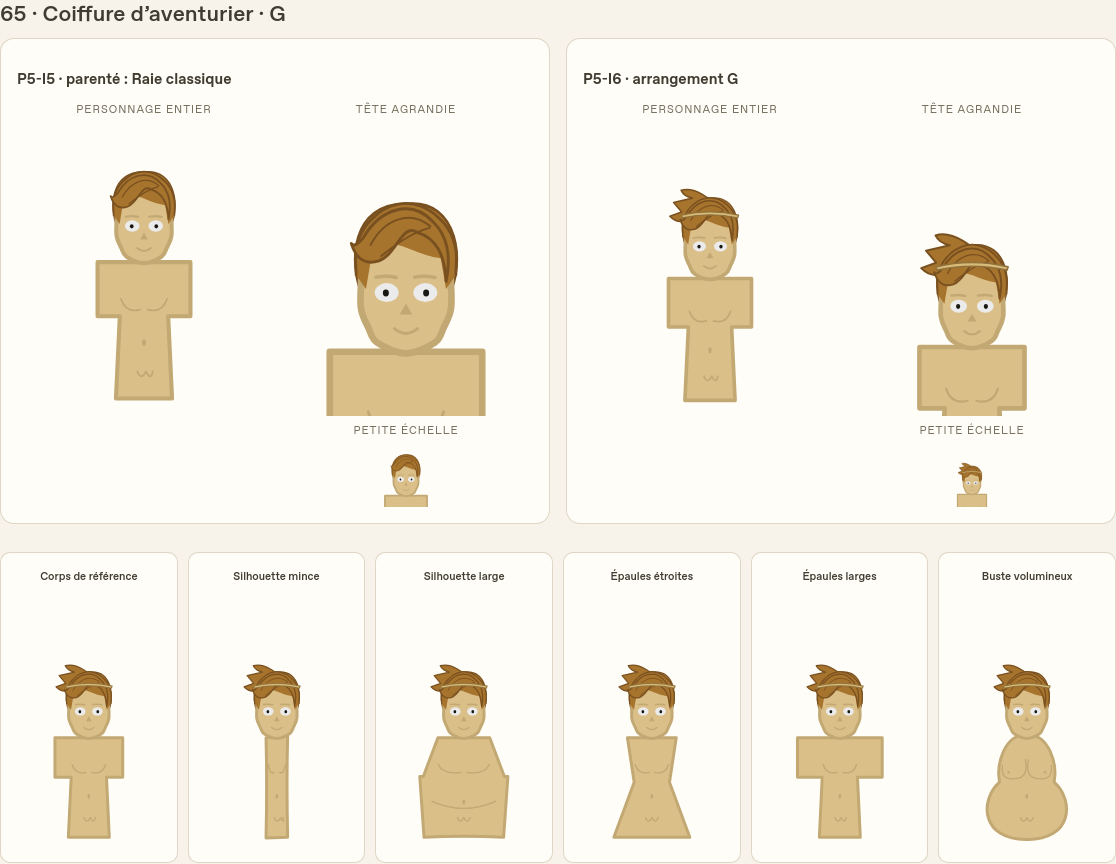 65 · Coiffure d’aventurier · G
P5-I5 · parenté : Raie classique
PERSONNAGE ENTIER
TÊTE AGRANDIE
PETITE ÉCHELLE
P5-I6 · arrangement G
PERSONNAGE ENTIER
TÊTE AGRANDIE
PETITE ÉCHELLE
Corps de référence
Silhouette mince
Silhouette large
Épaules étroites
Épaules larges
Buste volumineux